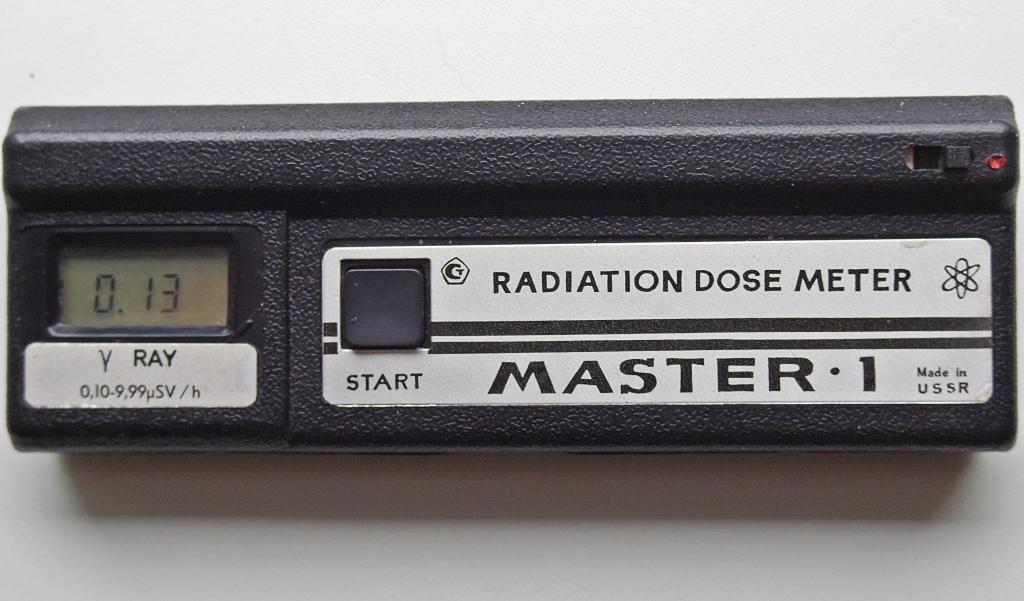 0.13
γ RAY
0,10-9,99μSV/h
START
G
RADIATION DOSE METER
MASTER·1
Made in
USSR